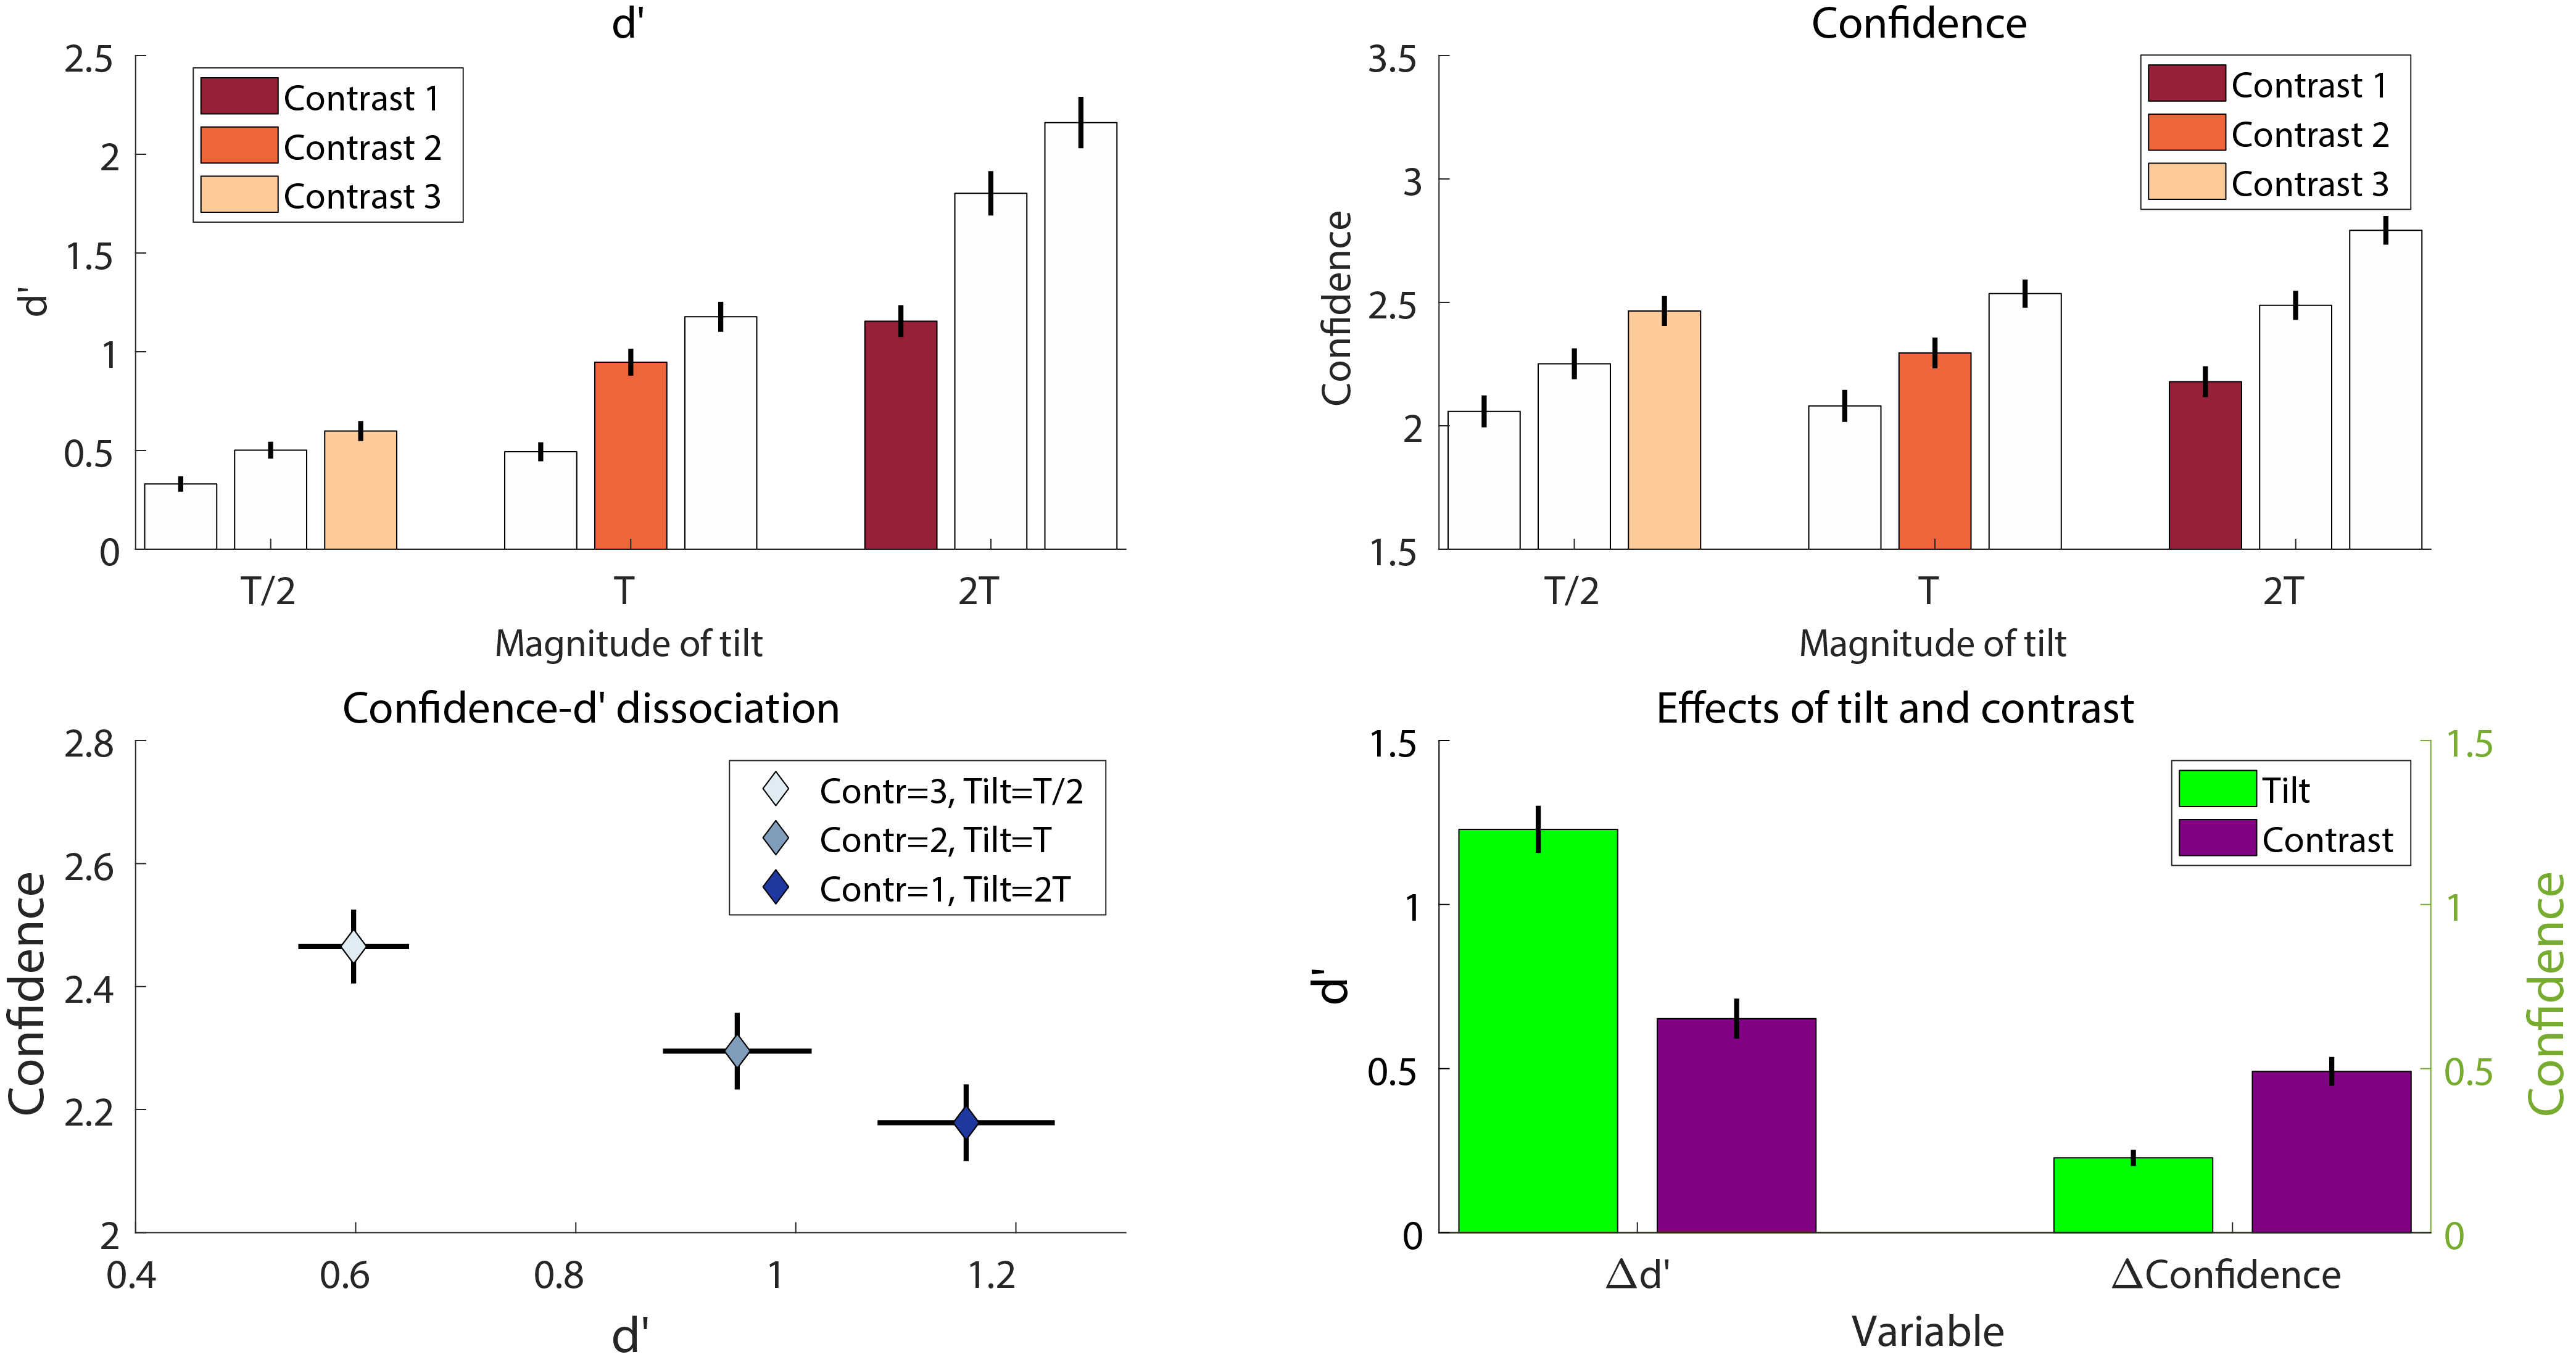 d'
2.5
2
1.5
1
0.5
0
d'
Contrast 1
Contrast 2
Contrast 3
T/2 T 2T
Magnitude of tilt
Confidence
3.5
3
2.5
2
1.5
Confidence
Contrast 1
Contrast 2
Contrast 3
T/2 T 2T
Magnitude of tilt
Confidence-d' dissociation
2.8
2.6
2.4
2.2
2
Confidence
Contr=3, Tilt=T/2
Contr=2, Tilt=T
Contr=1, Tilt=2T
0.4 0.6 0.8 1 1.2
d'
Effects of tilt and contrast
1.5
1
0.5
0
d'
Tilt
Contrast
1.5
1
0.5
0
Confidence
Δd' ΔConfidence
Variable